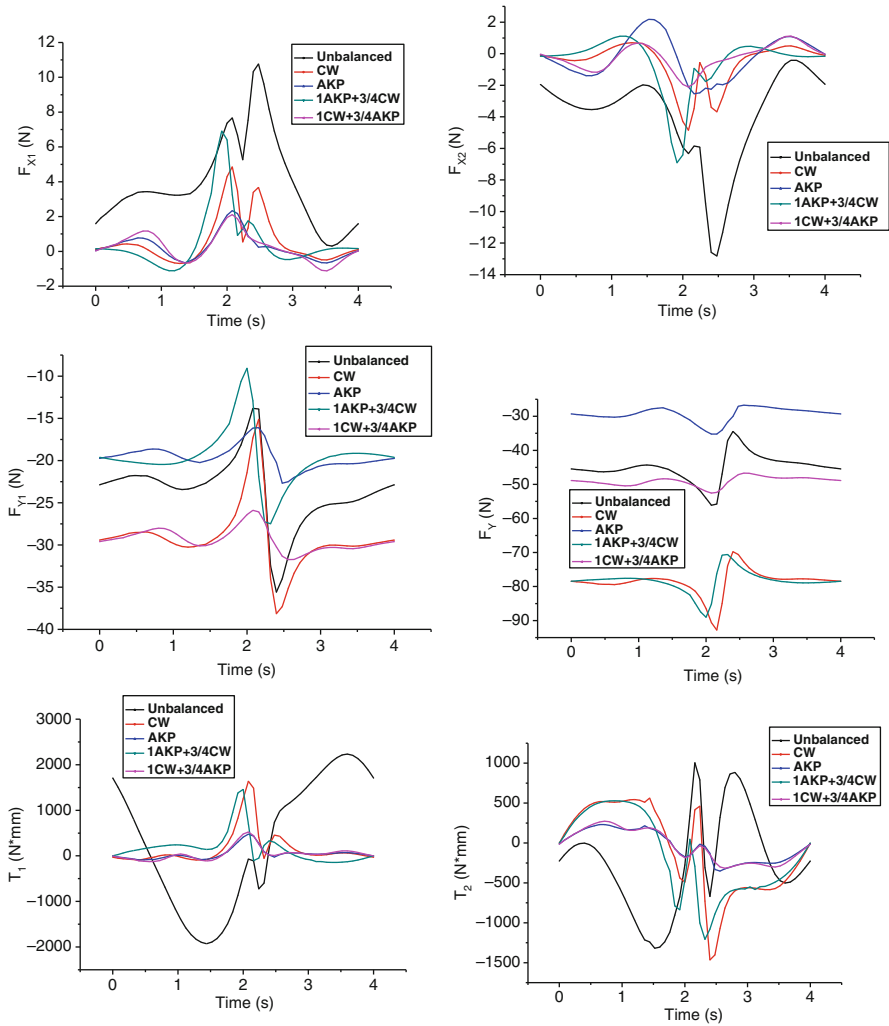 12
10
8
6
4
2
0
−2
F_X1 (N)
0 1 2 3 4
Time (s)
Unbalanced
CW
AKP
1AKP+3/4CW
1CW+3/4AKP
2
0
−2
−4
−6
−8
−10
−12
−14
F_X2 (N)
0 1 2 3 4
Time (s)
Unbalanced
CW
AKP
1AKP+3/4CW
1CW+3/4AKP
−10
−15
−20
−25
−30
−35
−40
F_Y1 (N)
0 1 2 3 4
Time (s)
Unbalanced
CW
AKP
1AKP+3/4CW
1CW+3/4AKP
−30
−40
−50
−60
−70
−80
−90
F_Y (N)
0 1 2 3 4
Time (s)
Unbalanced
CW
AKP
1AKP+3/4CW
1CW+3/4AKP
3000
2000
1000
0
−1000
−2000
T_1 (N*mm)
0 1 2 3 4
Time (s)
Unbalanced
CW
AKP
1AKP+3/4CW
1CW+3/4AKP
1000
500
0
−500
−1000
−1500
T_2 (N*mm)
0 1 2 3 4
Time (s)
Unbalanced
CW
AKP
1AKP+3/4CW
1CW+3/4AKP